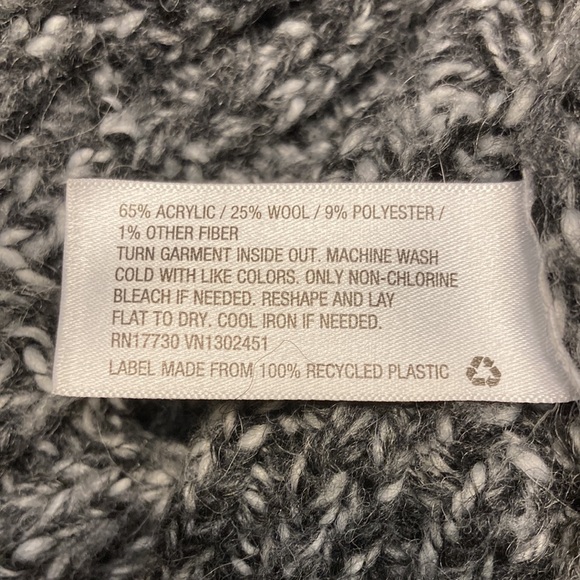 65% ACRYLIC / 25% WOOL / 9% POLYESTER /
1% OTHER FIBER
TURN GARMENT INSIDE OUT. MACHINE WASH
COLD WITH LIKE COLORS. ONLY NON-CHLORINE
BLEACH IF NEEDED. RESHAPE AND LAY
FLAT TO DRY. COOL IRON IF NEEDED.
RN17730 VN1302451
LABEL MADE FROM 100% RECYCLED PLASTIC